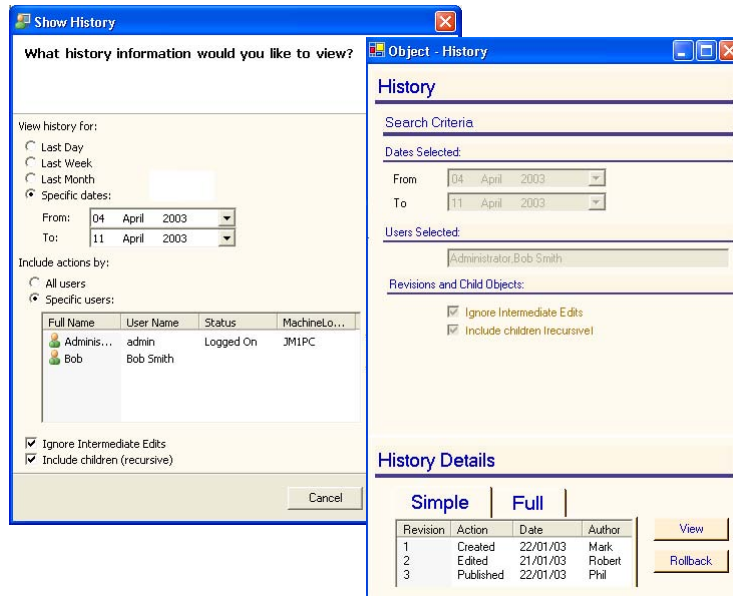 Show History
What history information would you like to view?
View history for:
Last Day
Last Week
Last Month
Specific dates:
From: 04 April 2003
To: 11 April 2003
Include actions by:
All users
Specific users:
Full Name User Name Status MachineLo...
Adminis... admin Logged On JM1PC
Bob Bob Smith
Ignore Intermediate Edits
Include children (recursive)
Cancel
Object - History
History
Search Criteria
Dates Selected:
From 04 April 2003
To 11 April 2003
Users Selected:
Administrator,Bob Smith
Revisions and Child Objects:
Ignore Intermediate Edits
Include children (recursive)
History Details
Simple Full
Revision Action Date Author
1 Created 22/01/03 Mark
2 Edited 21/01/03 Robert
3 Published 22/01/03 Phil
View
Rollback